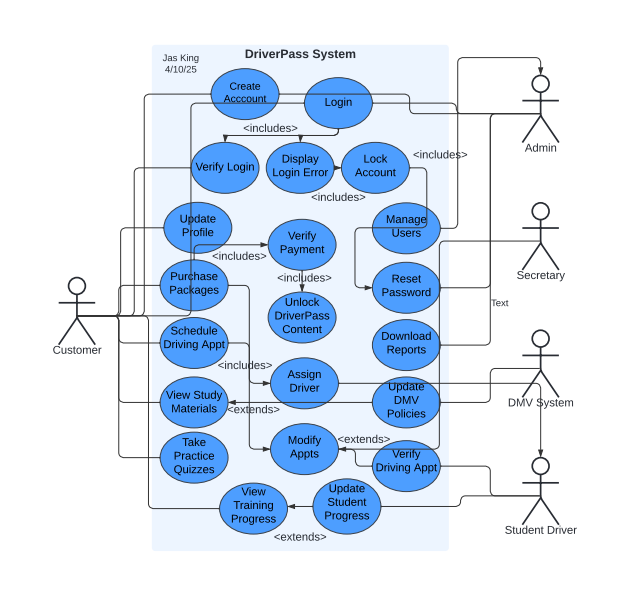 DriverPass System
Jas King
4/10/25
Create
Acccount
Login
<includes>
Verify Login
Display
Login Error
Lock
Account
<includes>
<includes>
Admin
Update
Profile
Verify
Payment
Manage
Users
<includes>
Purchase
Packages
<includes>
Reset
Password
Secretary
Unlock
DriverPass
Content
Text
Customer
Schedule
Driving Appt
Download
Reports
<includes>
Assign
Driver
View Study
Materials
<extends>
Update
DMV
Policies
DMV System
Take
Practice
Quizzes
Modify
Appts
<extends>
Verify
Driving Appt
View
Training
Progress
Update
Student
Progress
<extends>
Student Driver